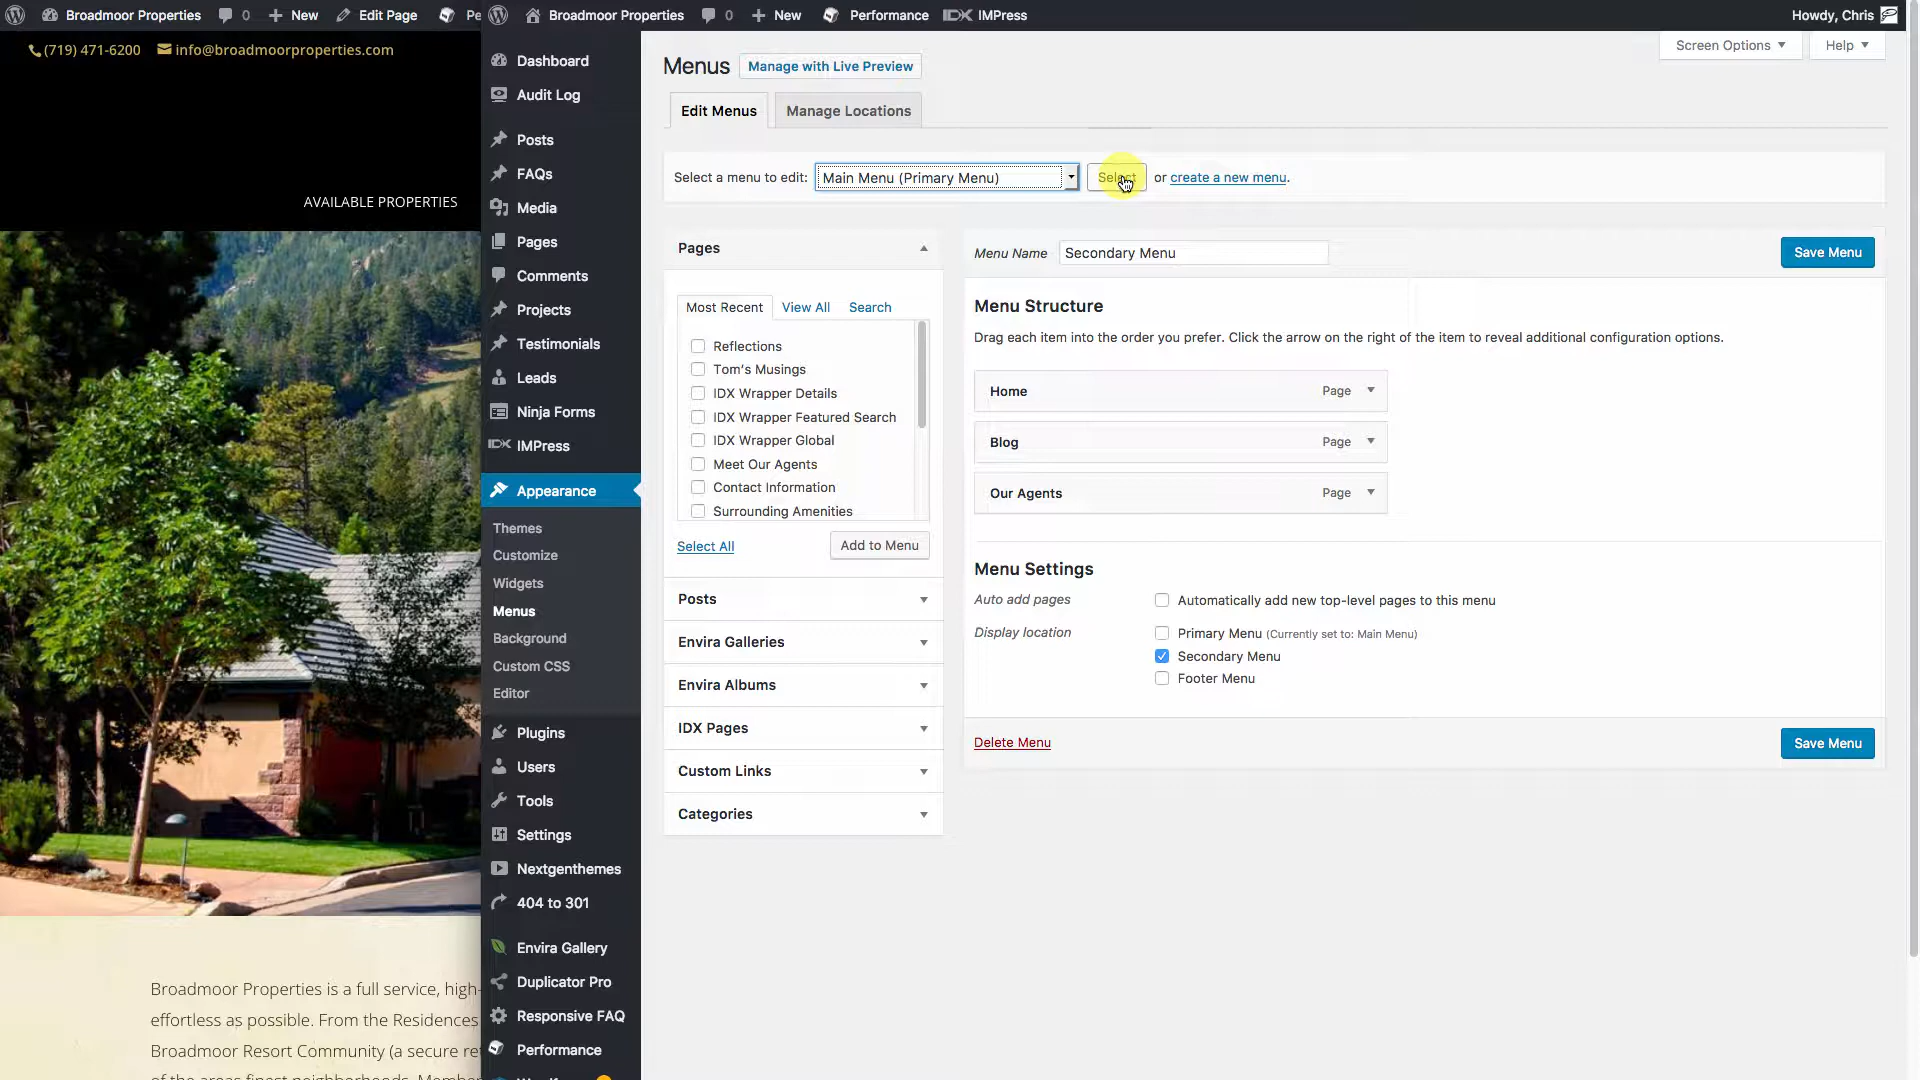 Broadmoor Properties 0 New Edit Page Pe
(719) 471-6200 info@broadmoorproperties.com
AVAILABLE PROPERTIES
Broadmoor Properties is a full service, high-
effortless as possible. From the Residences
Broadmoor Resort Community (a secure ret
of the areas finest neighborhoods. Member
Broadmoor Properties 0 New Performance IDX IMPress Howdy, Chris
Dashboard
Audit Log
Posts
FAQs
Media
Pages
Comments
Projects
Testimonials
Leads
Ninja Forms
IDX IMPress
Appearance
Themes
Customize
Widgets
Menus
Background
Custom CSS
Editor
Plugins
Users
Tools
Settings
Nextgenthemes
404 to 301
Envira Gallery
Duplicator Pro
Responsive FAQ
Performance
Screen Options Help
Menus Manage with Live Preview
Edit Menus Manage Locations
Select a menu to edit: Main Menu (Primary Menu) Select or create a new menu.
Pages
Most Recent View All Search
Reflections
Tom's Musings
IDX Wrapper Details
IDX Wrapper Featured Search
IDX Wrapper Global
Meet Our Agents
Contact Information
Surrounding Amenities
Select All Add to Menu
Posts
Envira Galleries
Envira Albums
IDX Pages
Custom Links
Categories
Menu Name Secondary Menu Save Menu
Menu Structure
Drag each item into the order you prefer. Click the arrow on the right of the item to reveal additional configuration options.
Home Page
Blog Page
Our Agents Page
Menu Settings
Auto add pages Automatically add new top-level pages to this menu
Display location Primary Menu (Currently set to: Main Menu)
Secondary Menu
Footer Menu
Delete Menu Save Menu